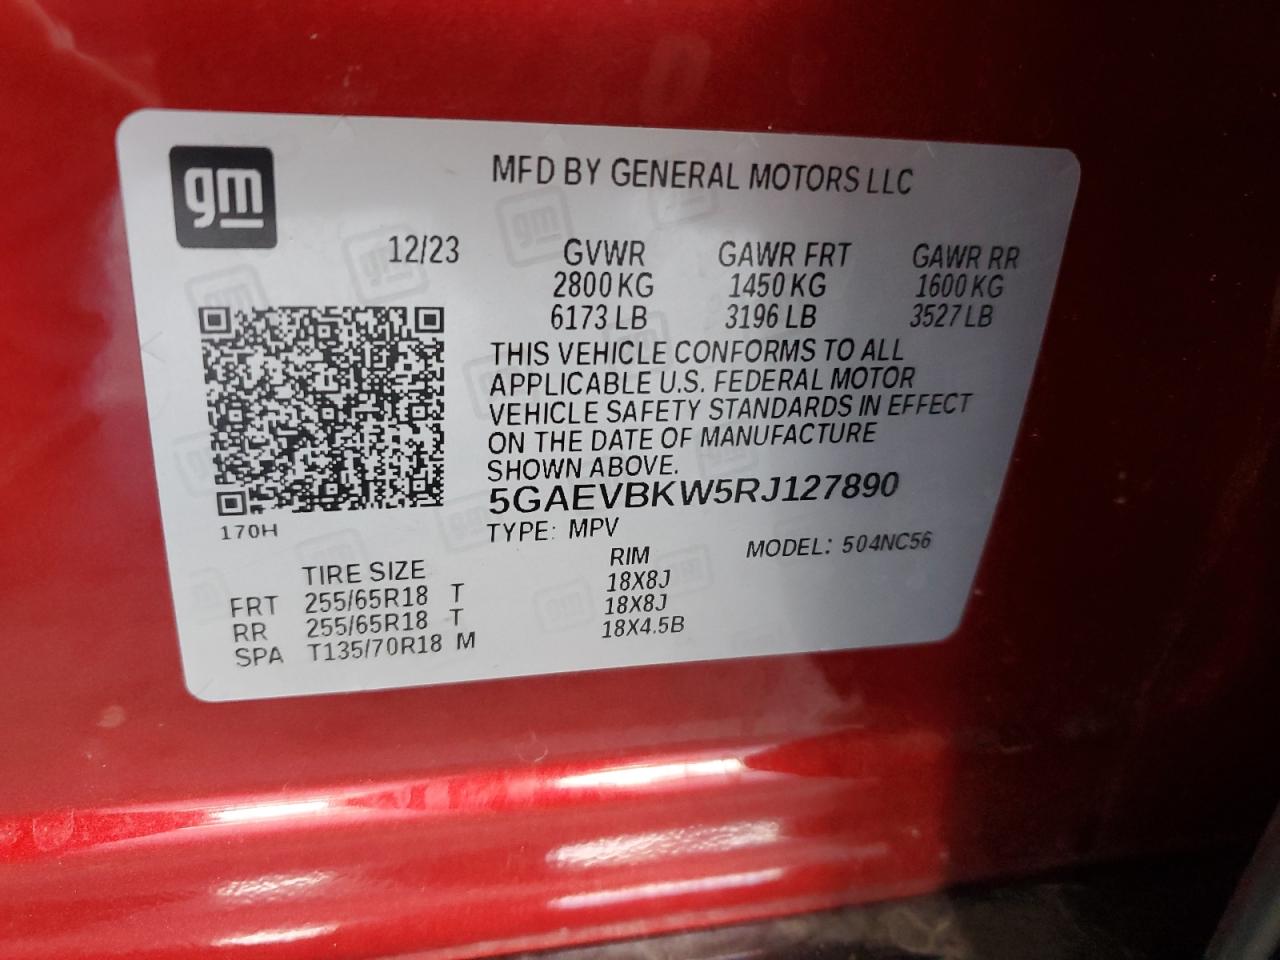 gm
MFD BY GENERAL MOTORS LLC
12/23 GVWR GAWR FRT GAWR RR
2800 KG 1450 KG 1600 KG
6173 LB 3196 LB 3527 LB
THIS VEHICLE CONFORMS TO ALL
APPLICABLE U.S. FEDERAL MOTOR
VEHICLE SAFETY STANDARDS IN EFFECT
ON THE DATE OF MANUFACTURE
SHOWN ABOVE.
5GAEVBKW5RJ127890
170H
TYPE: MPV MODEL: 504NC56
TIRE SIZE RIM
FRT 255/65R18 T 18X8J
RR 255/65R18 T 18X8J
SPA T135/70R18 M 18X4.5B